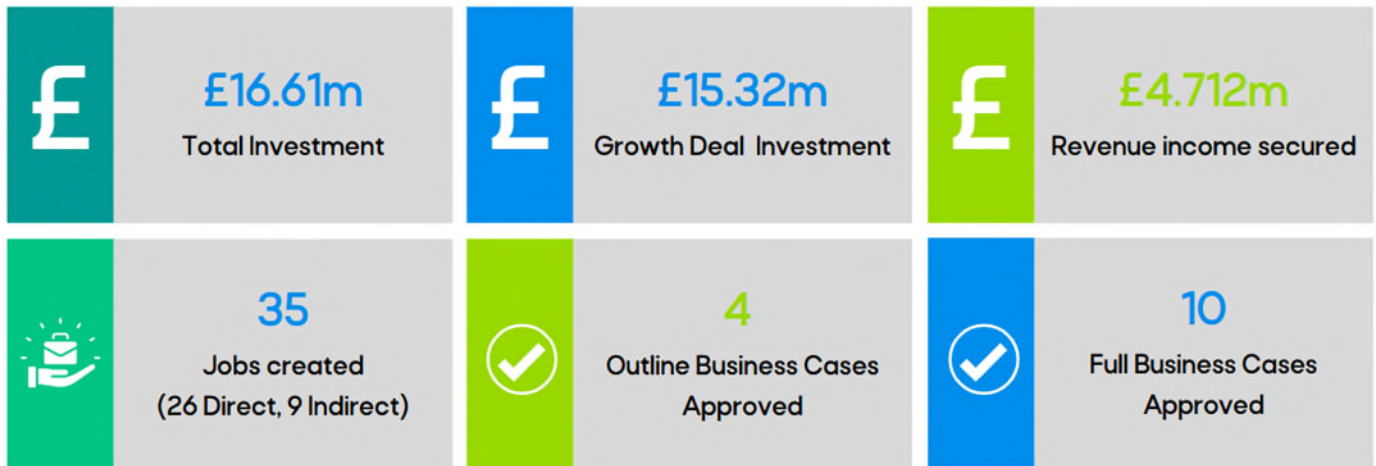 £
£16.61m
Total Investment
£
£15.32m
Growth Deal Investment
£
£4.712m
Revenue income secured
35
Jobs created
(26 Direct, 9 Indirect)
4
Outline Business Cases
Approved
10
Full Business Cases
Approved